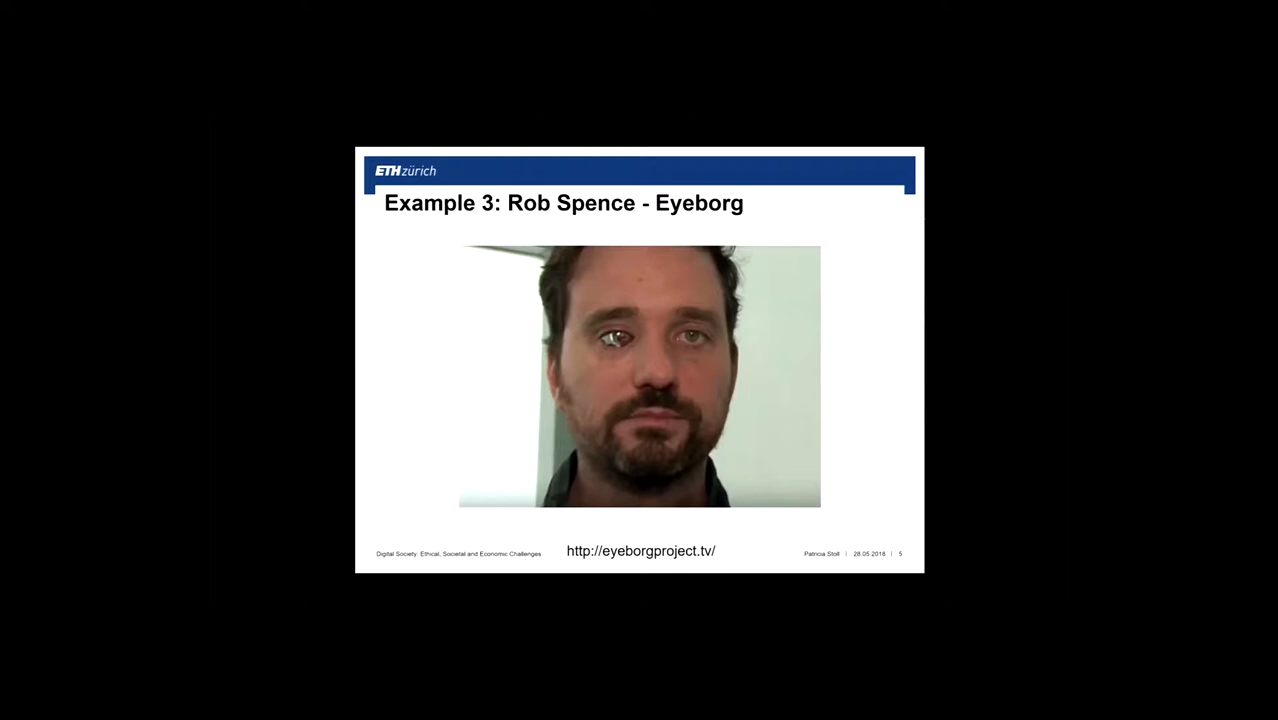 ETH zürich
Example 3: Rob Spence - Eyeborg
http://eyeborgproject.tv/
Digital Society: Ethical, Societal and Economic Challenges
Patricia Stoll | 28.05.2018 | 5